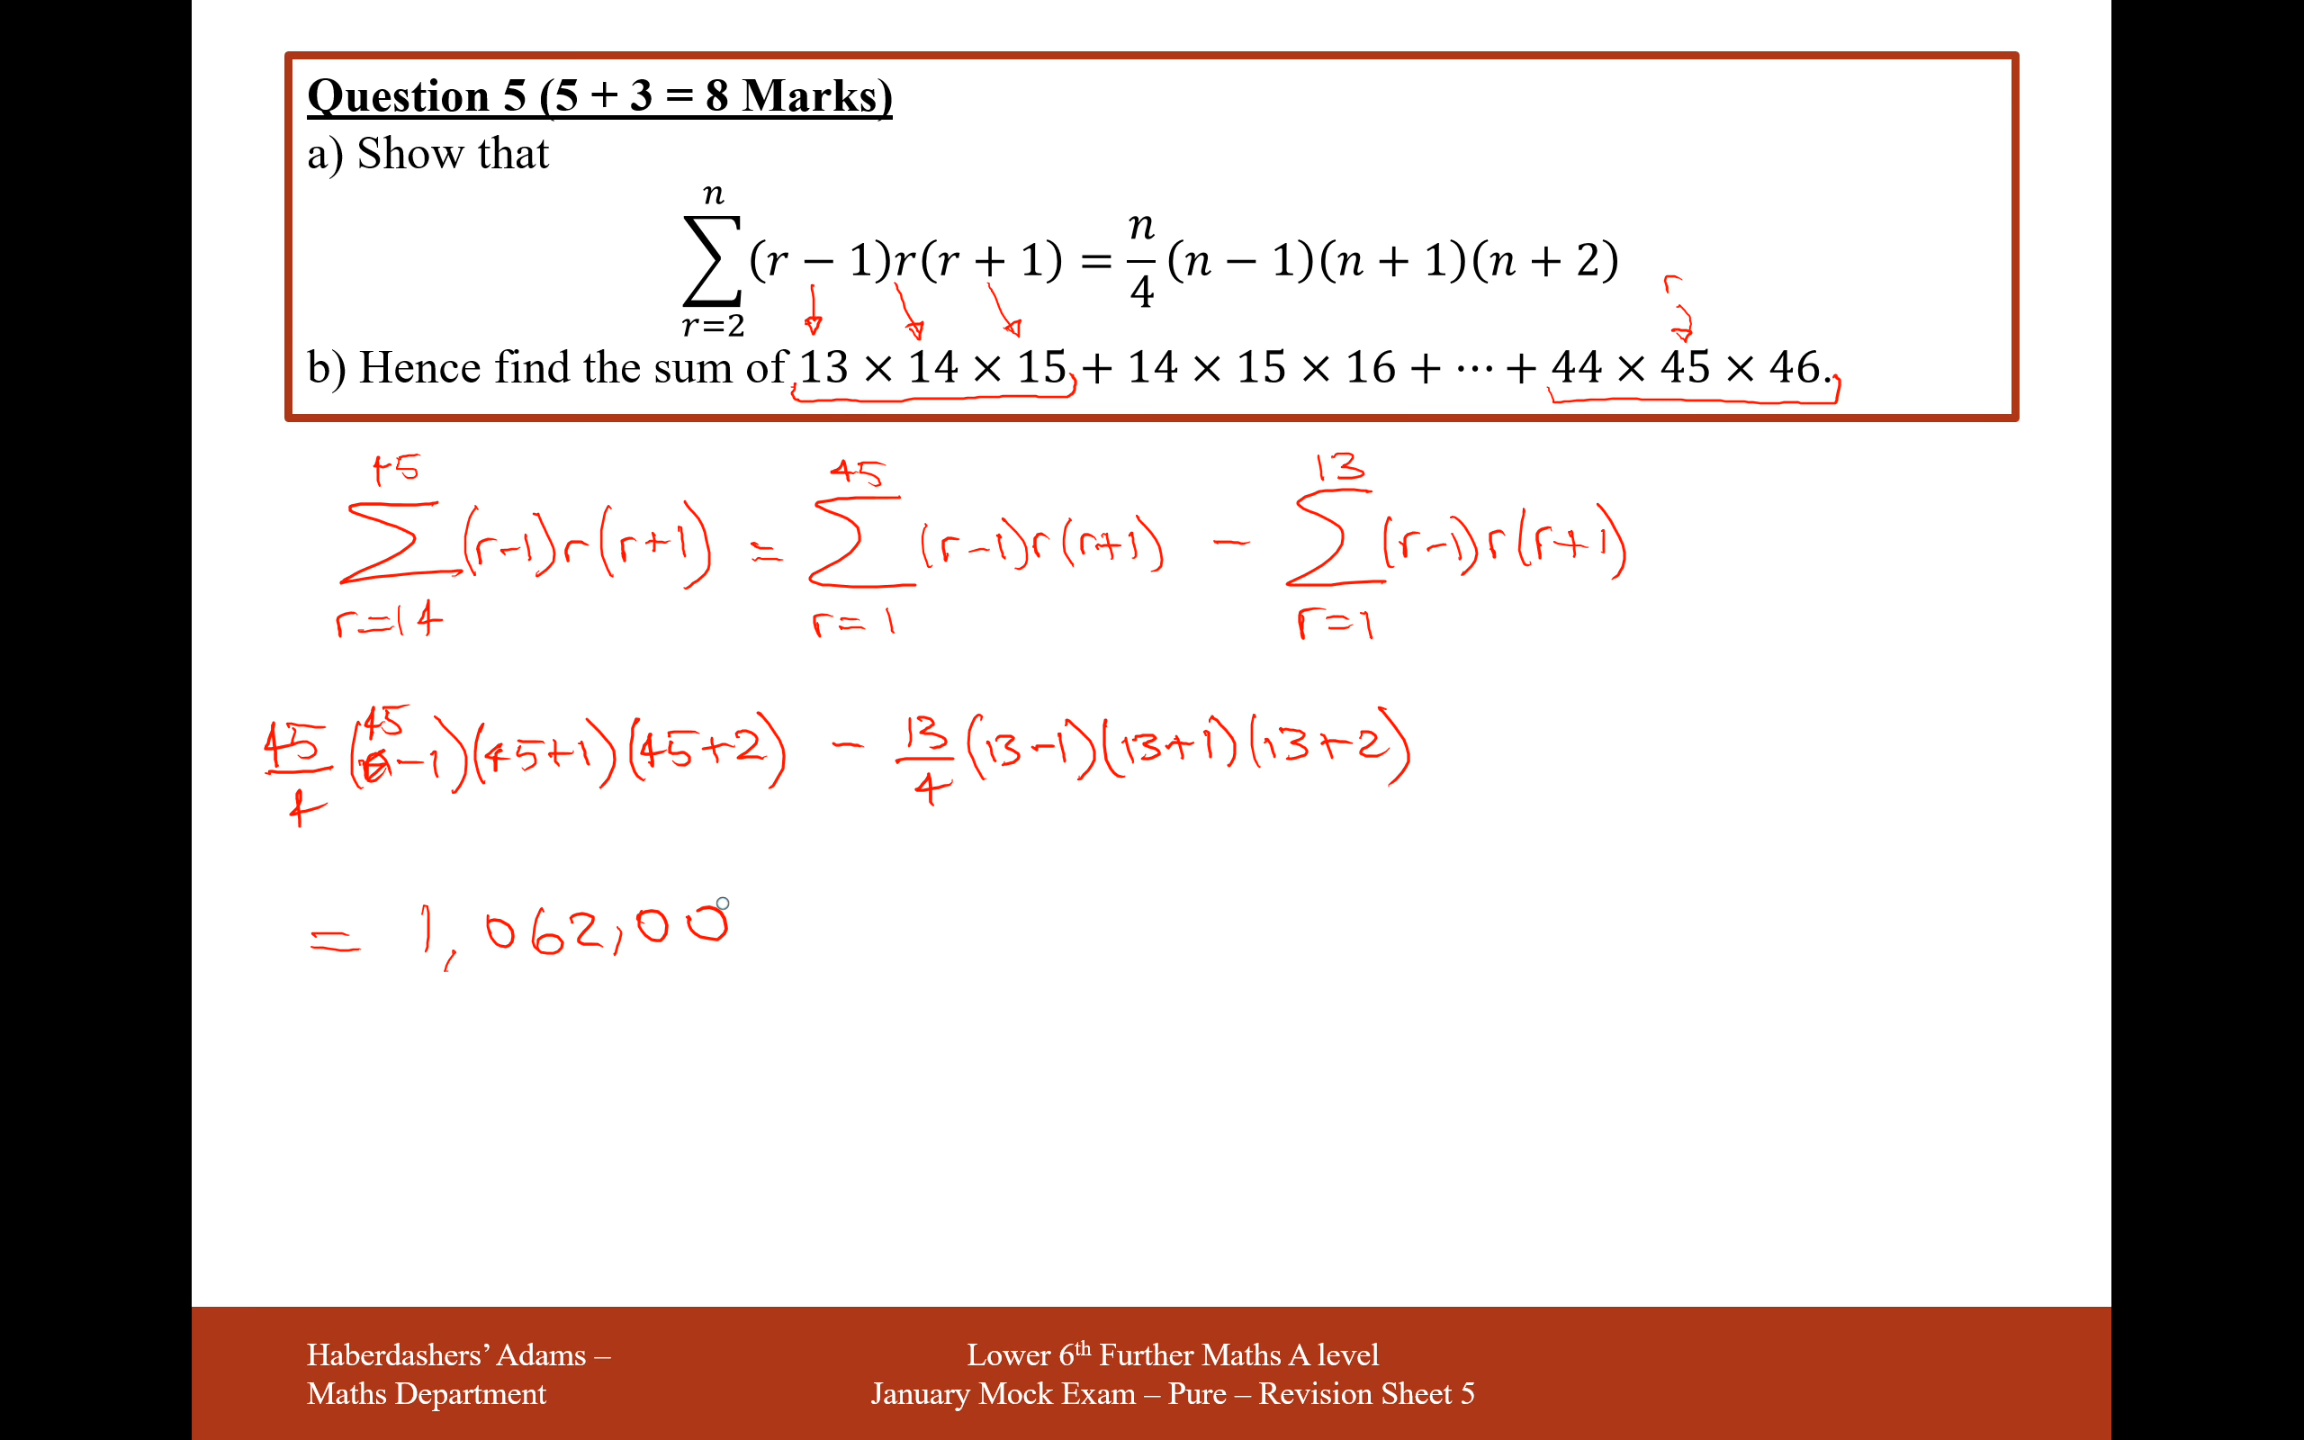 Question 5 (5 + 3 = 8 Marks)
a) Show that
n
∑ (r − 1)r(r + 1) = n/4 (n − 1)(n + 1)(n + 2)
r=2
r
b) Hence find the sum of 13 × 14 × 15 + 14 × 15 × 16 + ⋯ + 44 × 45 × 46.
45 45 13
∑ (r-1)r(r+1) = ∑ (r-1)r(r+1) - ∑ (r-1)r(r+1)
r=14 r=1 r=1
45/4 (45-1)(45+1)(45+2) - 13/4 (13-1)(13+1)(13+2)
= 1,062,00
Haberdashers’ Adams –
Maths Department
Lower 6th Further Maths A level
January Mock Exam – Pure – Revision Sheet 5